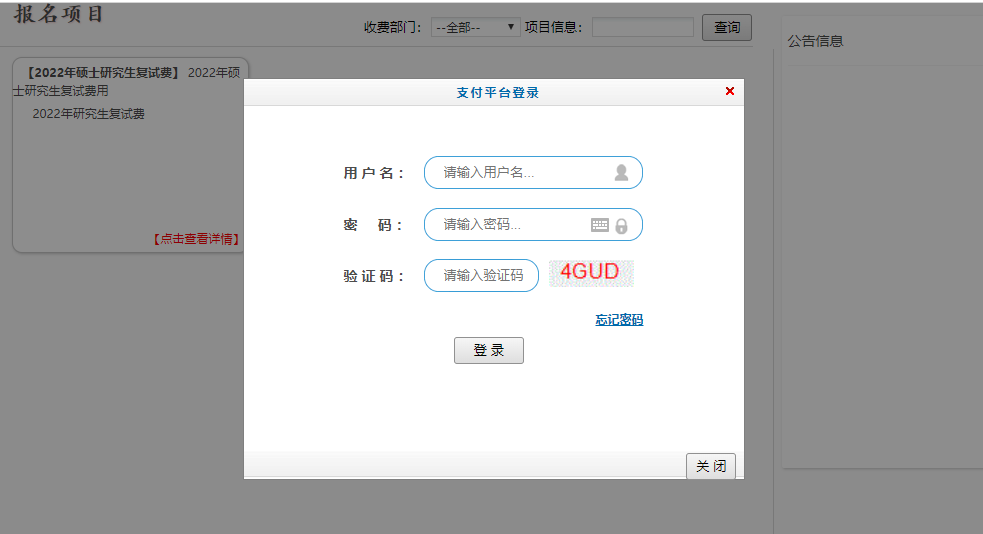 报名项目
收费部门： --全部-- 项目信息： 查询
公告信息
【2022年硕士研究生复试费】 2022年硕
士研究生复试费用
2022年研究生复试费
【点击查看详情】
支付平台登录
用 户 名： 请输入用户名...
密 码： 请输入密码...
验 证 码： 请输入验证码 4GUD
忘记密码
登 录
关 闭